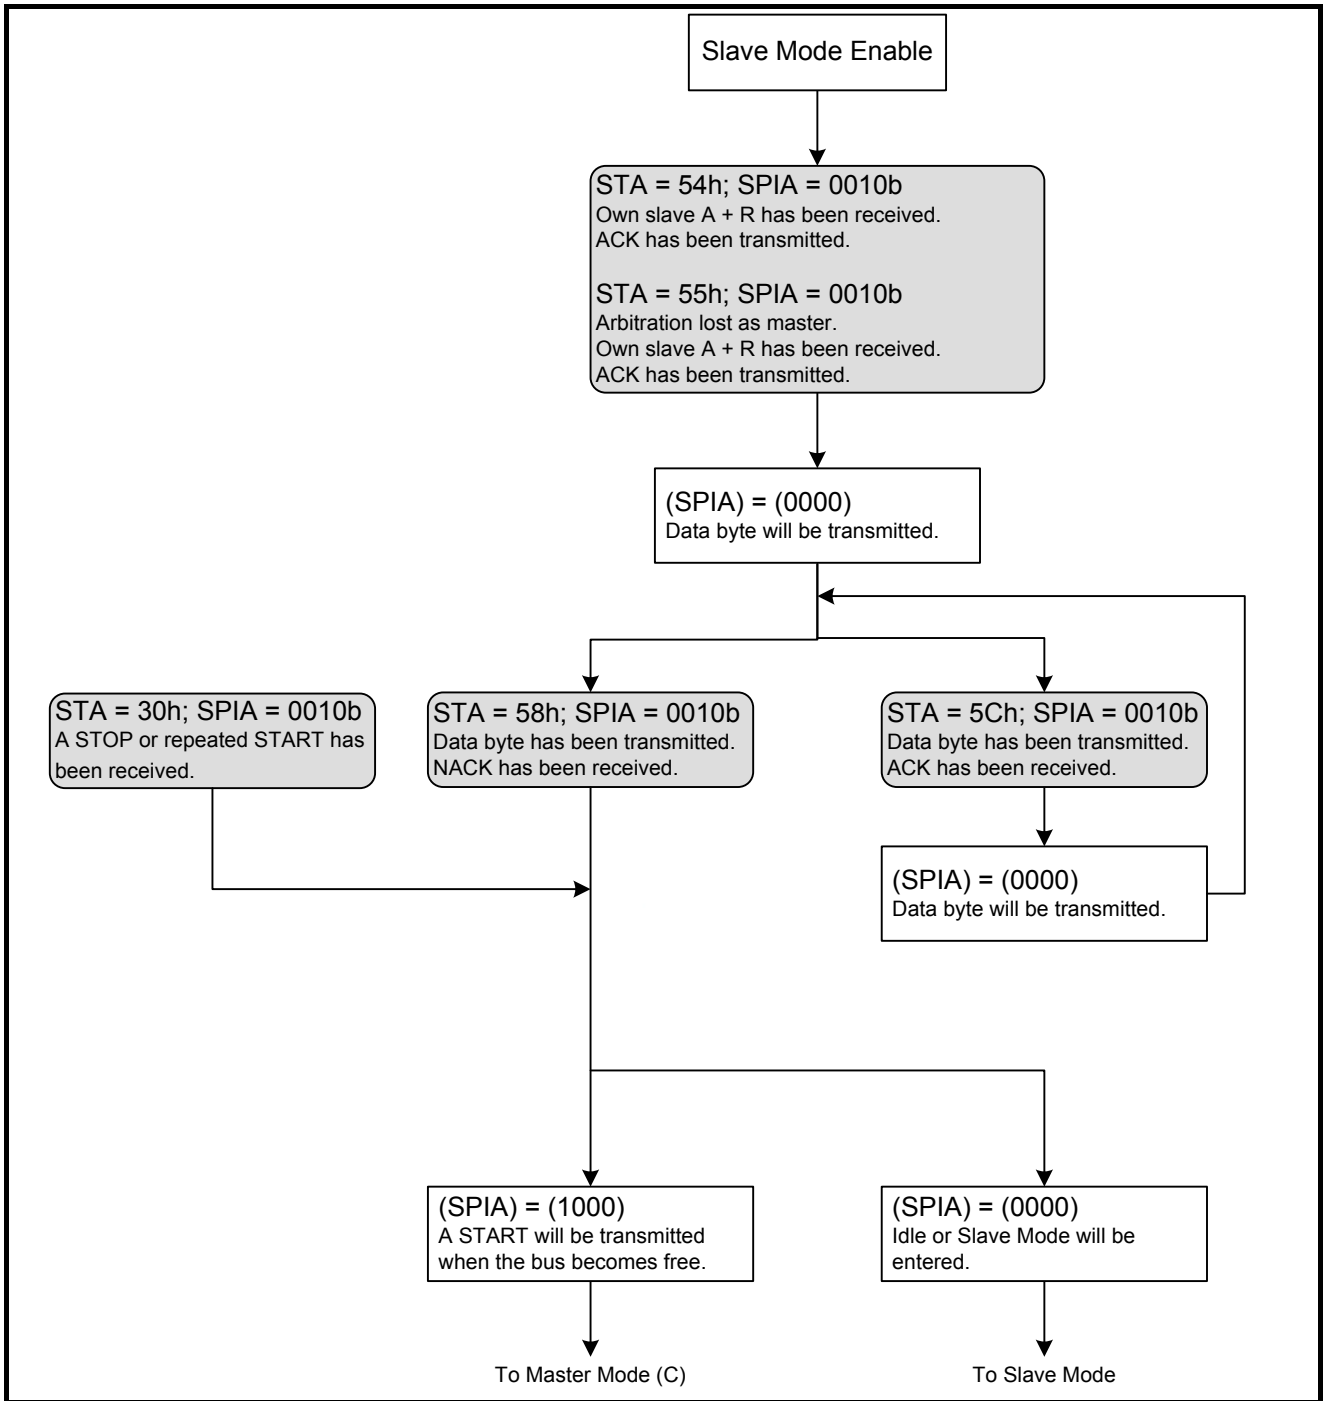 Slave Mode Enable
STA = 54h; SPIA = 0010b
Own slave A + R has been received.
ACK has been transmitted.
STA = 55h; SPIA = 0010b
Arbitration lost as master.
Own slave A + R has been received.
ACK has been transmitted.
(SPIA) = (0000)
Data byte will be transmitted.
STA = 30h; SPIA = 0010b
A STOP or repeated START has
been received.
STA = 58h; SPIA = 0010b
Data byte has been transmitted.
NACK has been received.
STA = 5Ch; SPIA = 0010b
Data byte has been transmitted.
ACK has been received.
(SPIA) = (0000)
Data byte will be transmitted.
(SPIA) = (1000)
A START will be transmitted
when the bus becomes free.
(SPIA) = (0000)
Idle or Slave Mode will be
entered.
To Master Mode (C)
To Slave Mode